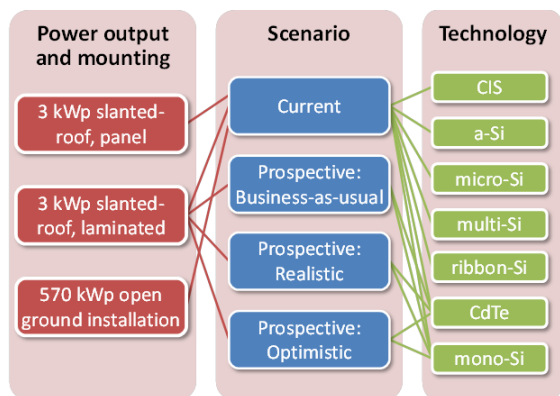 Power output
and mounting
3 kWp slanted-
roof, panel
3 kWp slanted-
roof, laminated
570 kWp open
ground installation
Scenario
Current
Prospective:
Business-as-usual
Prospective:
Realistic
Prospective:
Optimistic
Technology
CIS
a-Si
micro-Si
multi-Si
ribbon-Si
CdTe
mono-Si